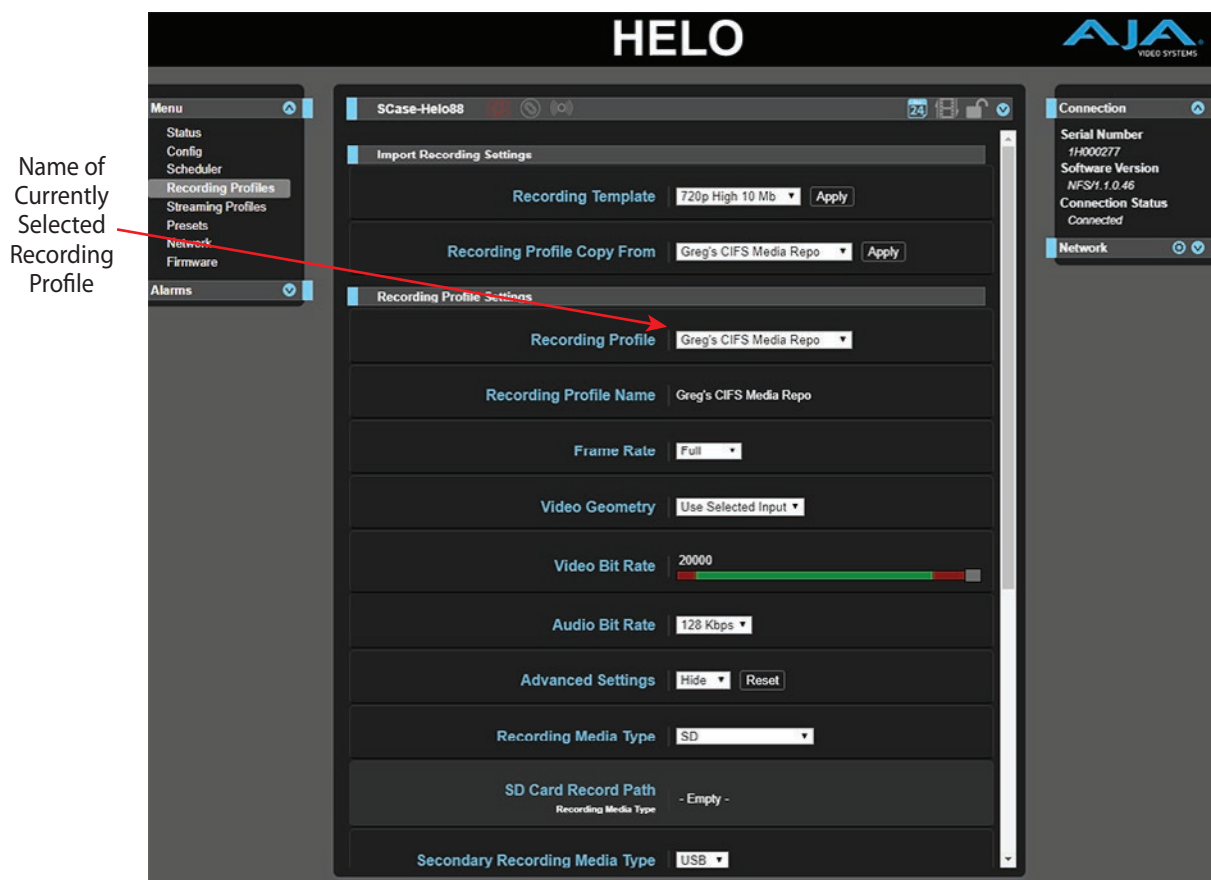 HELO
AJA
VIDEO SYSTEMS
Name of
Currently
Selected
Recording
Profile
Menu
Status
Config
Scheduler
Recording Profiles
Streaming Profiles
Presets
Network
Firmware
Alarms
SCase-Helo88
24
Import Recording Settings
Recording Template 720p High 10 Mb Apply
Recording Profile Copy From Greg's CIFS Media Repo Apply
Recording Profile Settings
Recording Profile Greg's CIFS Media Repo
Recording Profile Name Greg's CIFS Media Repo
Frame Rate Full
Video Geometry Use Selected Input
Video Bit Rate 20000
Audio Bit Rate 128 Kbps
Advanced Settings Hide Reset
Recording Media Type SD
SD Card Record Path - Empty -
Recording Media Type
Secondary Recording Media Type USB
Connection
Serial Number
1H000277
Software Version
NFS/1.1.0.46
Connection Status
Connected
Network